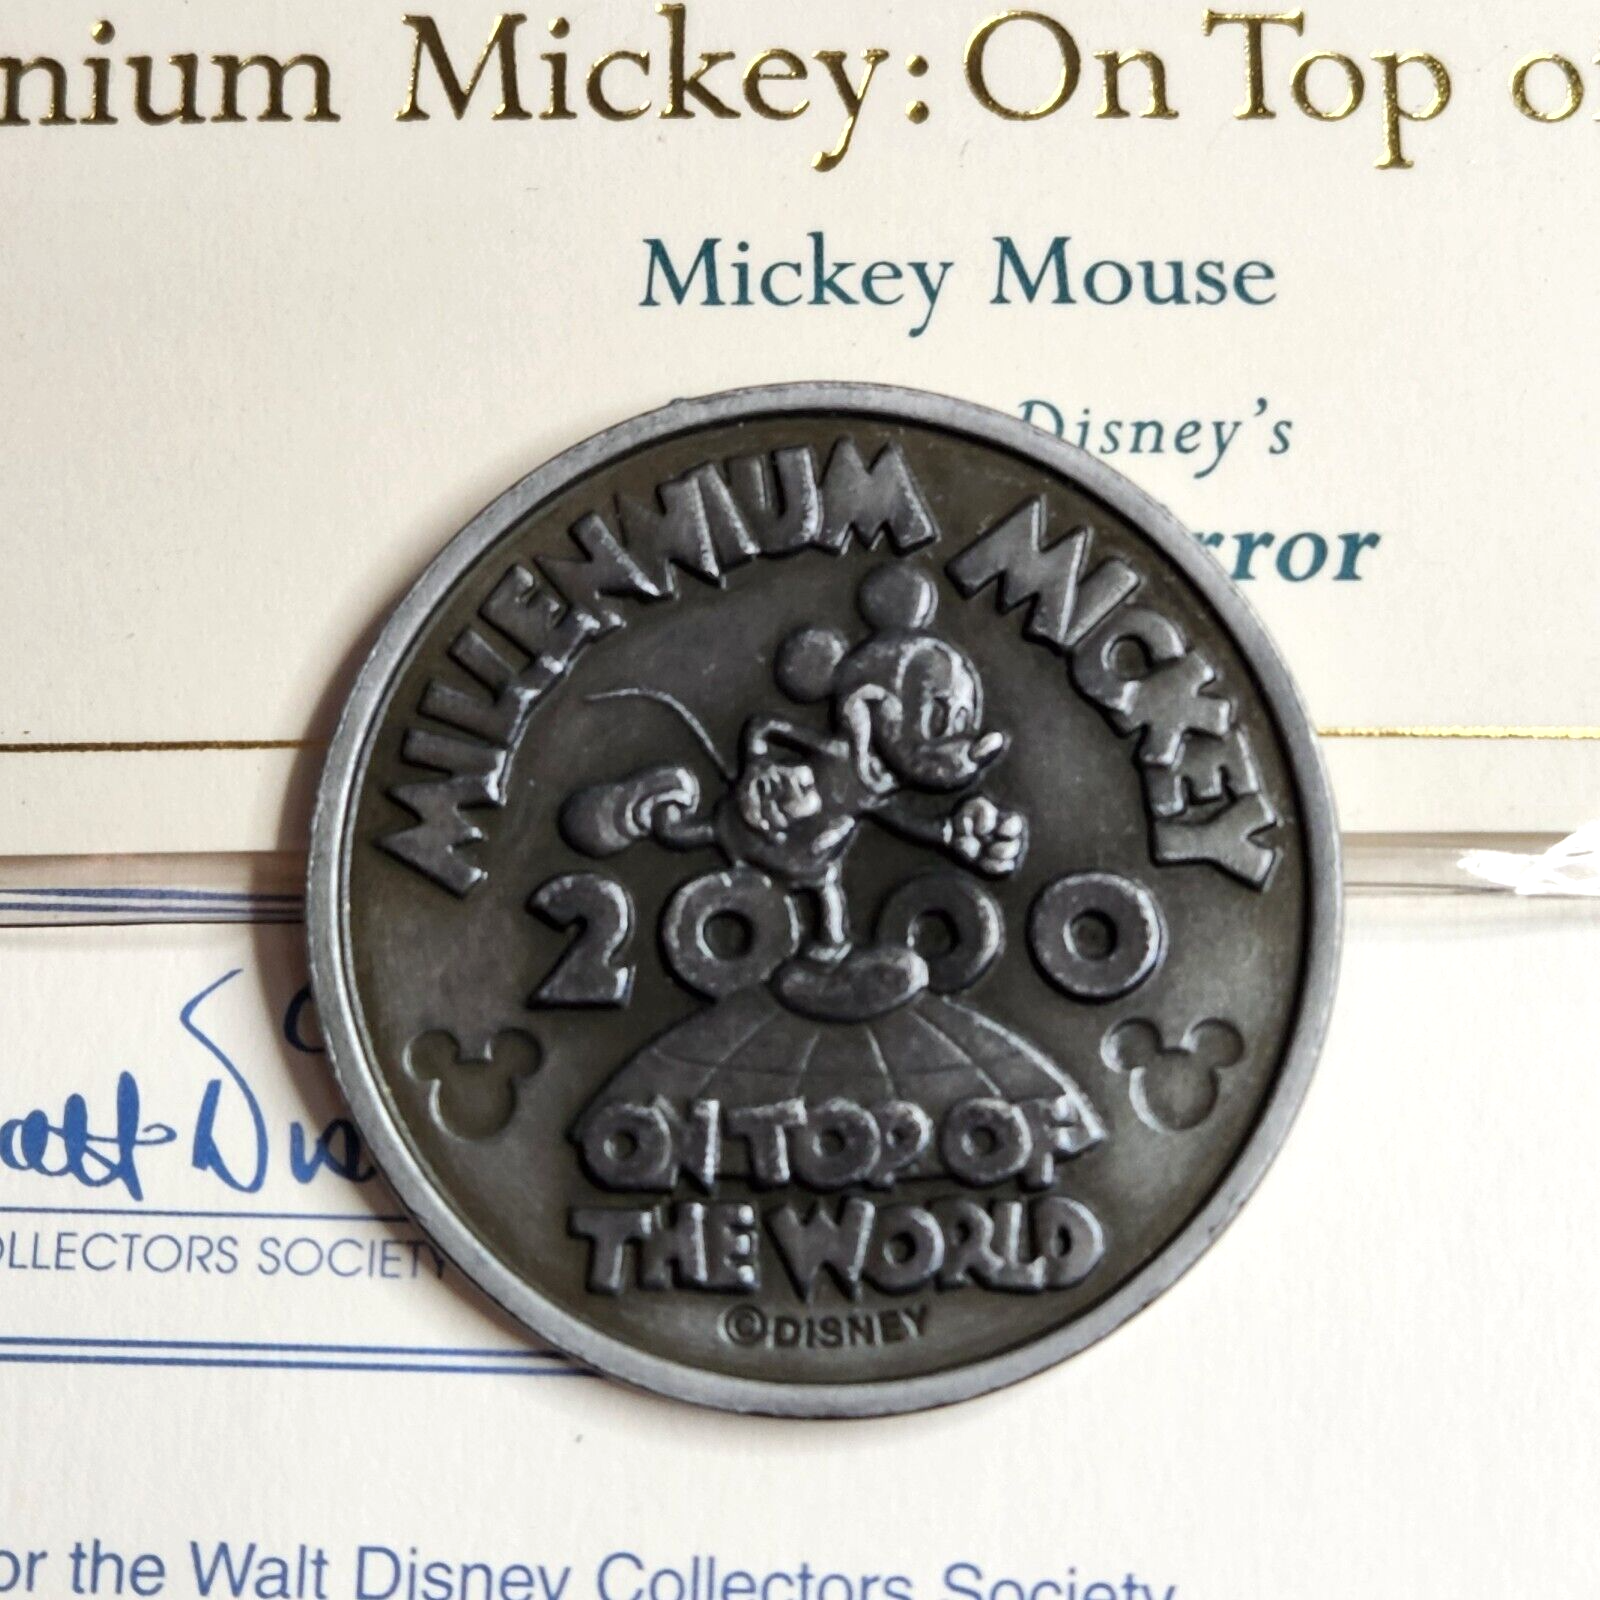 nium Mickey: On Top of
Mickey Mouse
Disney's
rror
MILLENNIUM MICKEY
2000
ON TOP OF
THE WORLD
©DISNEY
OLLECTORS SOCIETY
or the Walt Disney Collectors Society